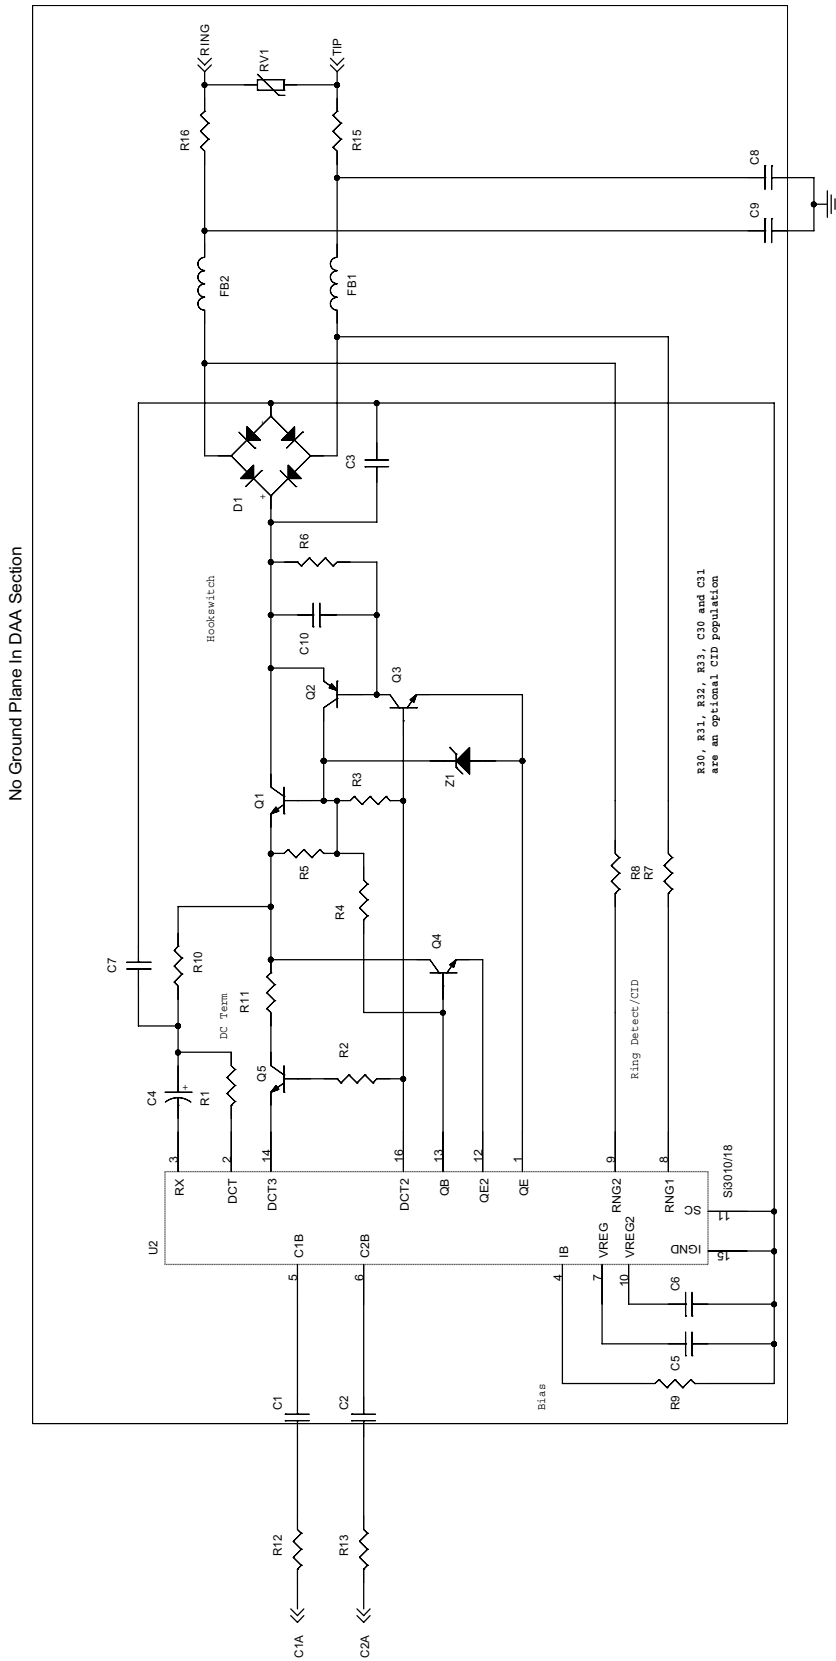 No Ground Plane In DAA Section
RING
RV1
TIP
R16
R15
C8
C9
FB2
FB1
D1
+
-
C3
Hookswitch
R6
C10
Q2
Q3
Q1
R3
Z1
R5
R4
R30, R31, R32, R33, C30 and C31
are an optional CID population
R8
R7
C7
R10
DC Term
R11
Q4
Ring Detect/CID
C4
+
R1
Q5
R2
3
2
14
16
13
12
1
9
8
RX
DCT
DCT3
DCT2
QB
QE2
QE
RNG2
RNG1
Si3010/18
SC
11
IGND
15
U2
C1B
C2B
IB
VREG
VREG2
5
6
4
7
10
C6
C5
R9
Bias
C1
C2
R12
R13
C1A
C2A